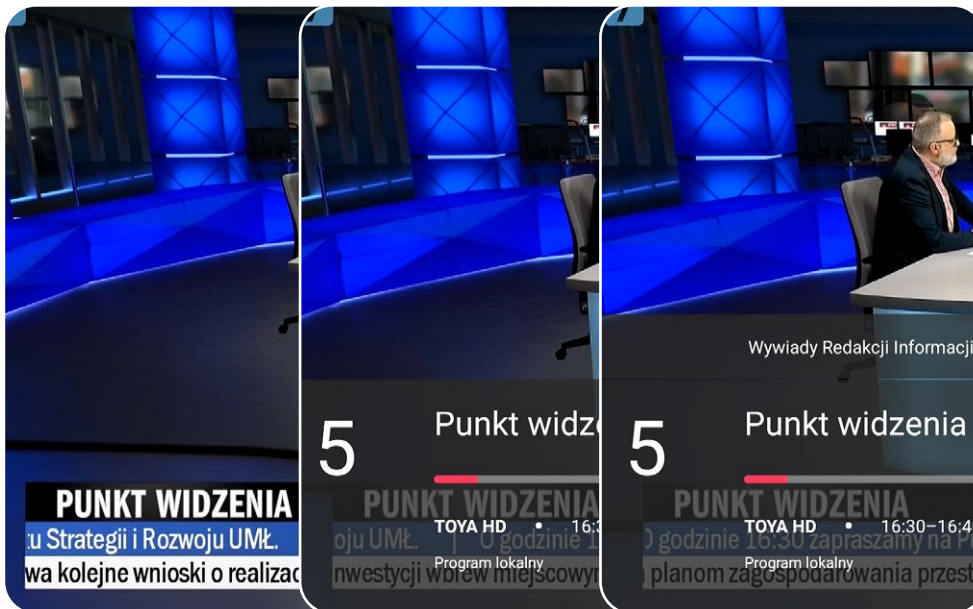 PUNKT WIDZENIA
tu Strategii i Rozwoju UMŁ.
wa kolejne wnioski o realizac
5
Punkt widze
PUNKT WIDZENIA
TOYA HD • 16:3
oju UMŁ. | O godzinie 1
Program lokalny
nwestycji wbrew miejscowym
Wywiady Redakcji Informacji
5
Punkt widzenia
PUNKT WIDZENIA
TOYA HD • 16:30–16:4
O godzinie 16:30 zapraszamy na P
Program lokalny
planom zagospodarowania przest